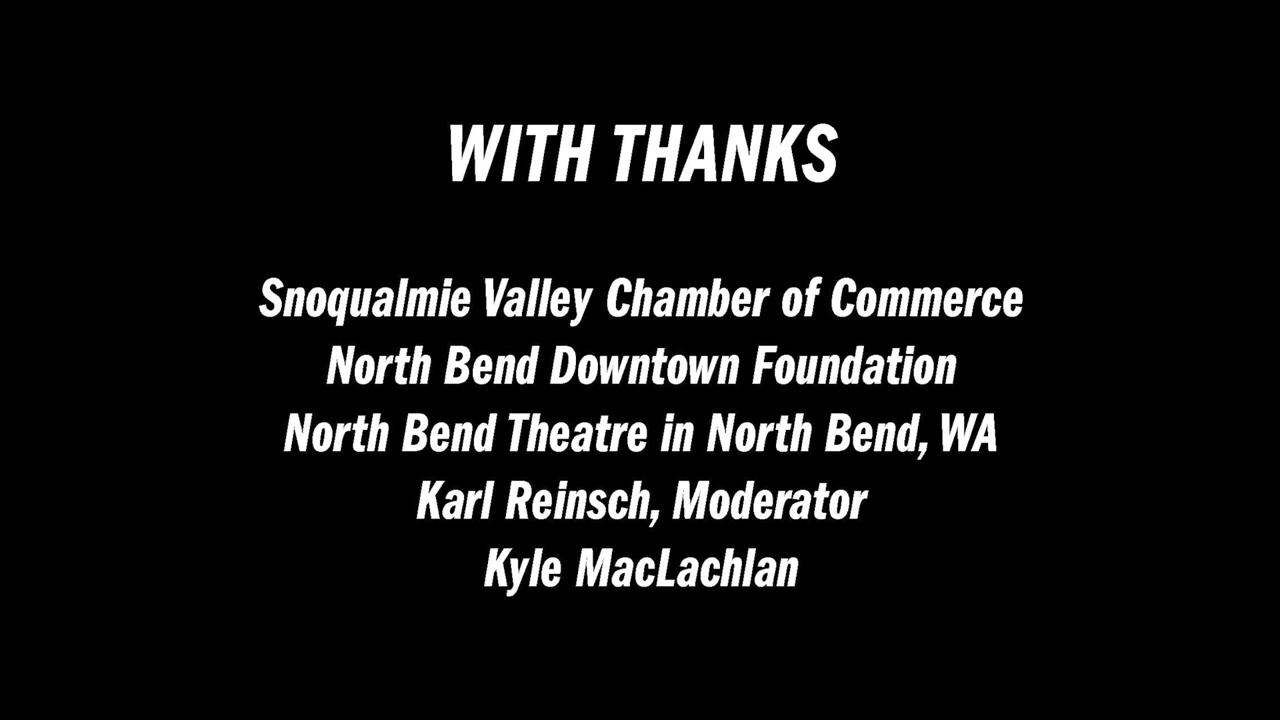 WITH THANKS
Snoqualmie Valley Chamber of Commerce
North Bend Downtown Foundation
North Bend Theatre in North Bend, WA
Karl Reinsch, Moderator
Kyle MacLachlan